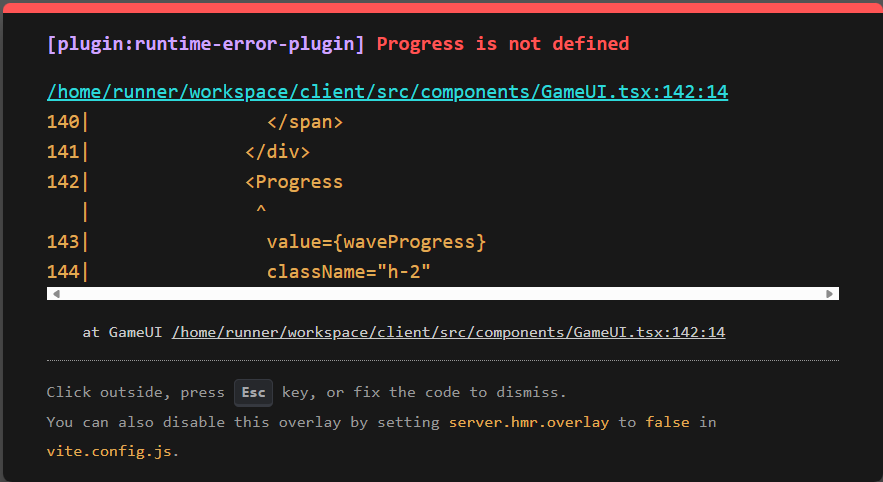 [plugin:runtime-error-plugin] Progress is not defined
/home/runner/workspace/client/src/components/GameUI.tsx:142:14
140|                </span>
141|              </div>
142|              <Progress
   |               ^
143|                value={waveProgress}
144|                className="h-2"
at GameUI /home/runner/workspace/client/src/components/GameUI.tsx:142:14
Click outside, press Esc key, or fix the code to dismiss.
You can also disable this overlay by setting server.hmr.overlay to false in
vite.config.js.